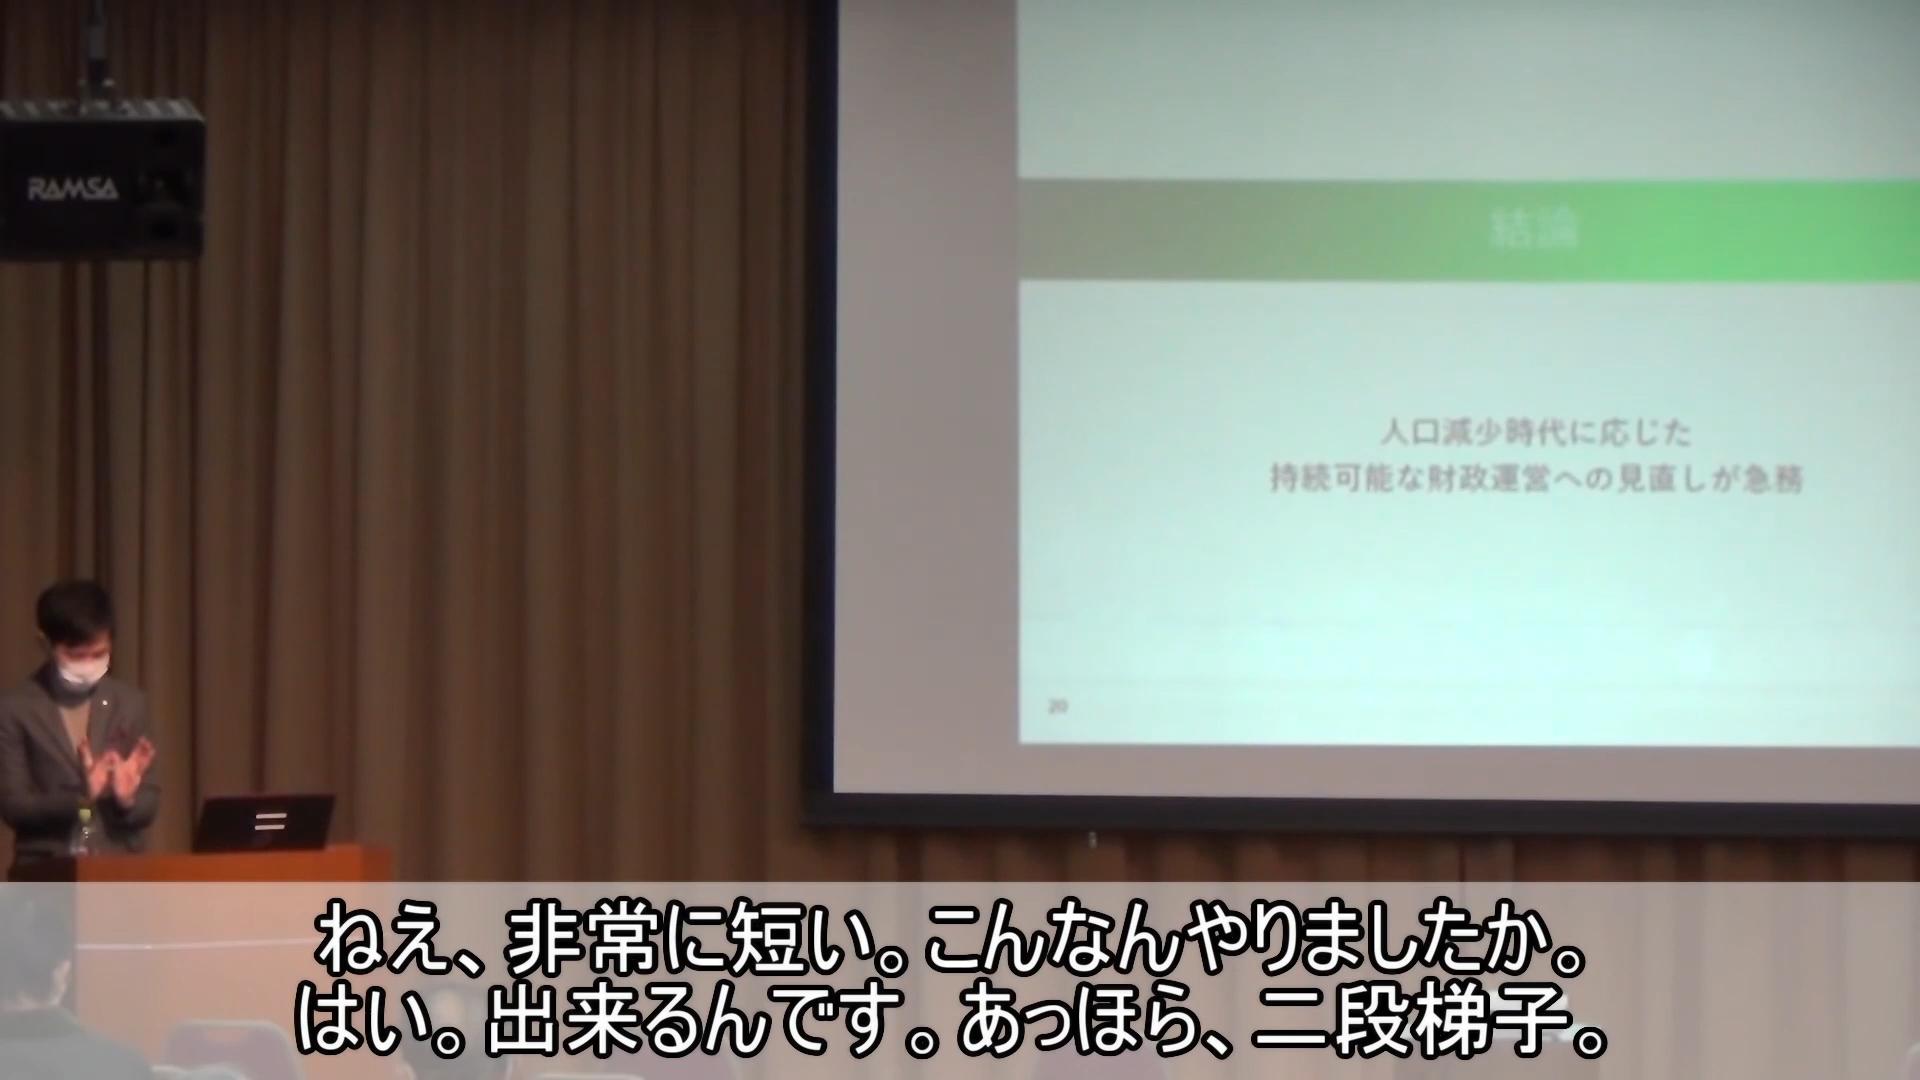 RAMSA
結論
人口減少時代に応じた
持続可能な財政運営への見直しが急務
20
ねえ、非常に短い。こんなんやりましたか。
はい。出来るんです。あっほら、二段梯子。